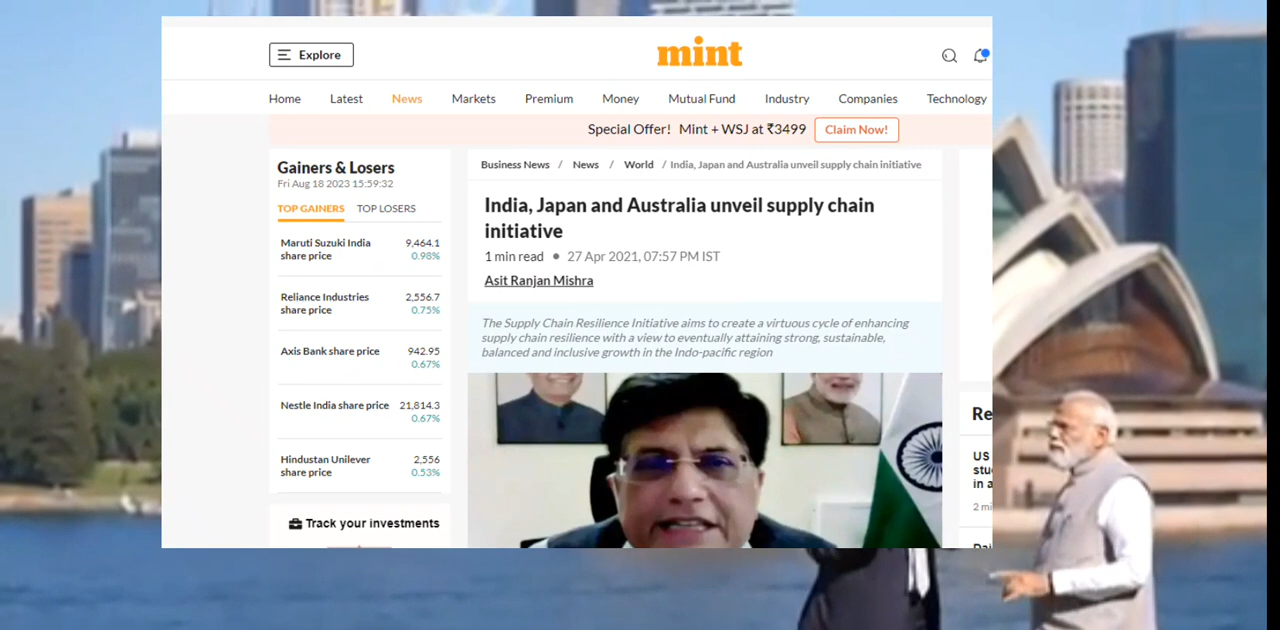 Explore
mint
Home Latest News Markets Premium Money Mutual Fund Industry Companies Technology
Special Offer! Mint + WSJ at ₹3499 Claim Now!
Gainers & Losers
Fri Aug 18 2023 15:59:32
TOP GAINERS TOP LOSERS
Maruti Suzuki India 9,464.1
share price 0.98%
Reliance Industries 2,556.7
share price 0.75%
Axis Bank share price 942.95
0.67%
Nestle India share price 21,814.3
0.67%
Hindustan Unilever 2,556
share price 0.53%
Track your investments
Business News / News / World / India, Japan and Australia unveil supply chain initiative
India, Japan and Australia unveil supply chain
initiative
1 min read • 27 Apr 2021, 07:57 PM IST
Asit Ranjan Mishra
The Supply Chain Resilience Initiative aims to create a virtuous cycle of enhancing
supply chain resilience with a view to eventually attaining strong, sustainable,
balanced and inclusive growth in the Indo-pacific region
Re
US
stu
in a
2 mi